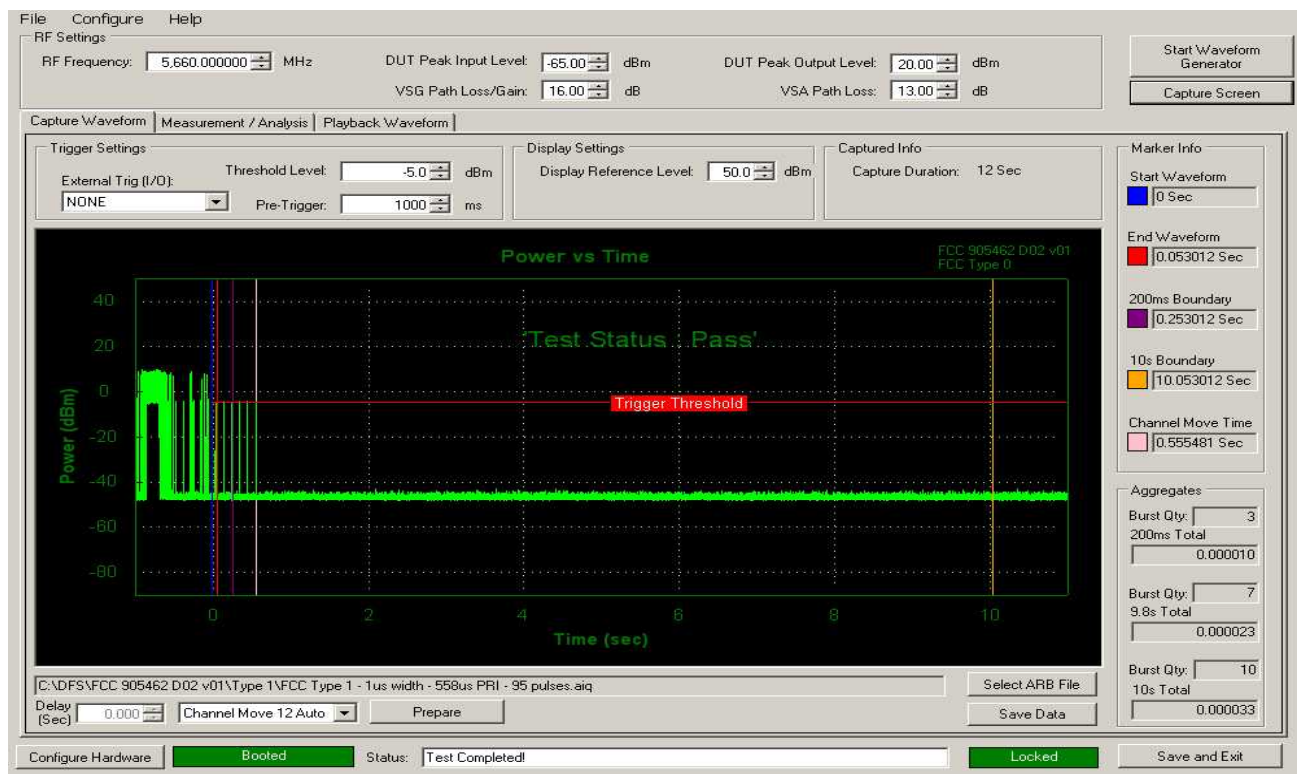 File Configure Help
RF Settings
RF Frequency: 5,660.000000 MHz
DUT Peak Input Level: -65.00 dBm
DUT Peak Output Level: 20.00 dBm
VSG Path Loss/Gain: 16.00 dB
VSA Path Loss: 13.00 dB
Start Waveform
Generator
Capture Screen
Capture Waveform Measurement / Analysis Playback Waveform
Trigger Settings
External Trig (I/O):
NONE
Threshold Level: -5.0 dBm
Pre-Trigger: 1000 ms
Display Settings
Display Reference Level: 50.0 dBm
Captured Info
Capture Duration: 12 Sec
Power vs Time
FCC 905462 D02 v01
FCC Type 0
'Test Status : Pass'
Trigger Threshold
Power (dBm)
40
20
0
-20
-40
-60
-80
0 2 4 6 8 10
Time (sec)
Marker Info
Start Waveform
0 Sec
End Waveform
0.053012 Sec
200ms Boundary
0.253012 Sec
10s Boundary
10.053012 Sec
Channel Move Time
0.555481 Sec
Aggregates
Burst Qty: 3
200ms Total
0.000010
Burst Qty: 7
9.8s Total
0.000023
Burst Qty: 10
10s Total
0.000033
C:\DFS\FCC 905462 D02 v01\Type 1\FCC Type 1 - 1us width - 558us PRI - 95 pulses.aiq
Select ARB File
Delay
(Sec) 0.000
Channel Move 12 Auto
Prepare
Save Data
Configure Hardware
Booted
Status: Test Completed!
Locked
Save and Exit